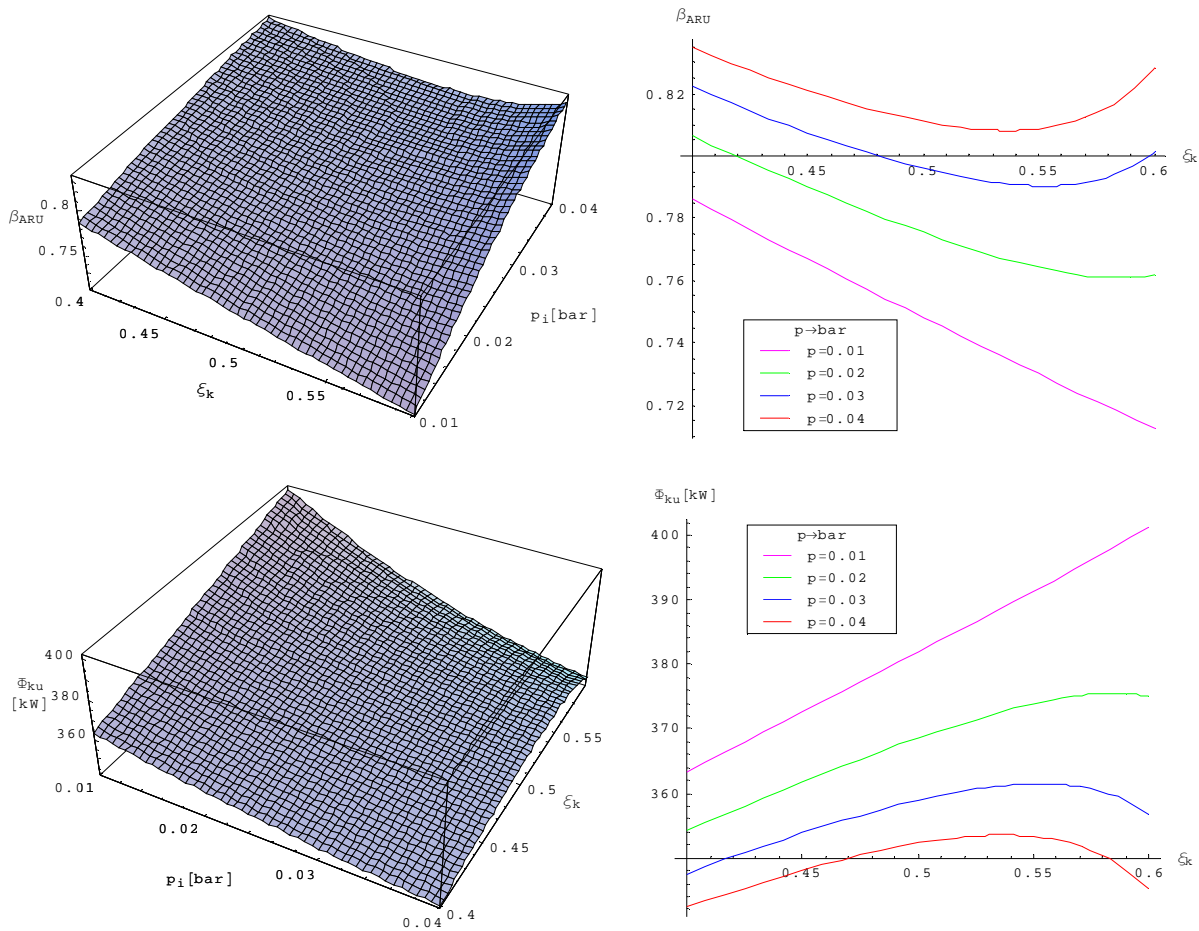 β_ARU
0.8
0.75
0.4
0.45
0.5
0.55
ξ_k
0.01
0.02
0.03
0.04
p_i[bar]
β_ARU
0.82
0.78
0.76
0.74
0.72
0.45
0.5
0.55
0.6
ξ_k
p→bar
p=0.01
p=0.02
p=0.03
p=0.04
Φ_ku
[kW]
400
380
360
0.01
0.02
0.03
0.04
p_i[bar]
0.4
0.45
0.5
0.55
ξ_k
Φ_ku[kW]
400
390
380
370
360
0.45
0.5
0.55
0.6
ξ_k
p→bar
p=0.01
p=0.02
p=0.03
p=0.04